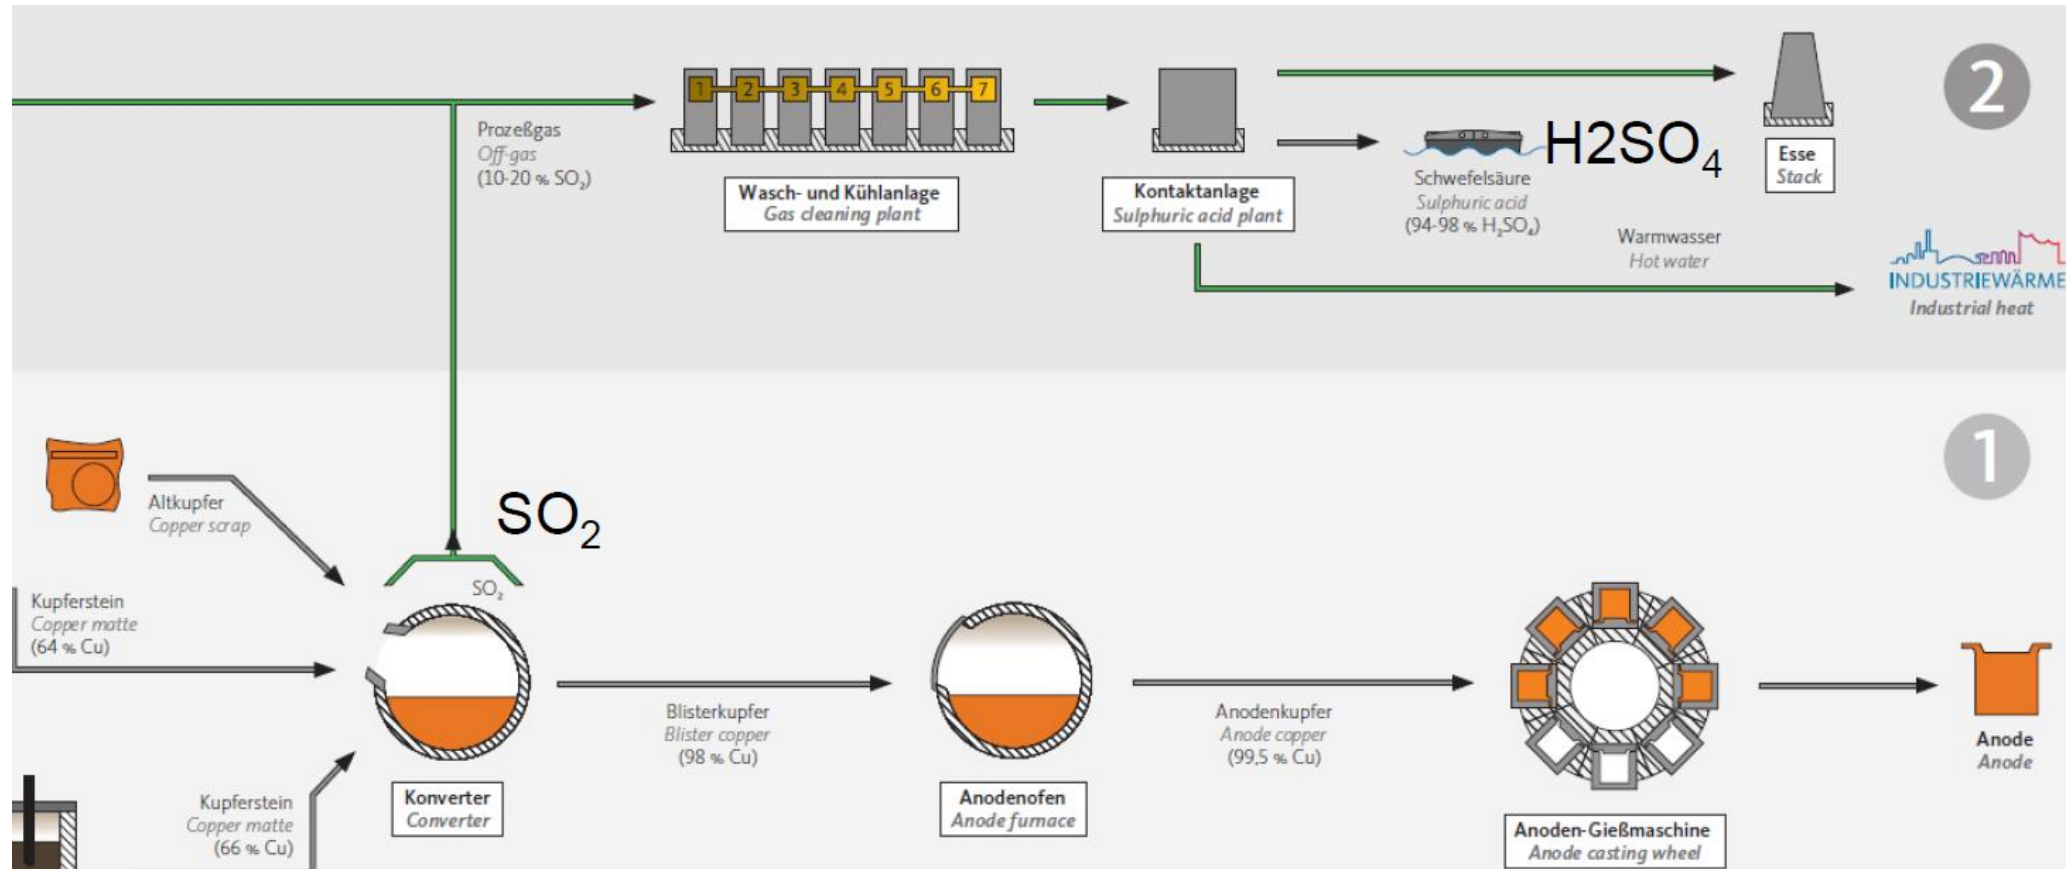 1 2 3 4 5 6 7
2
Prozeßgas
Off-gas
(10-20 % SO₂)
Wasch- und Kühlanlage
Gas cleaning plant
Kontaktanlage
Sulphuric acid plant
H2SO₄
Schwefelsäure
Sulphuric acid
(94-98 % H₂SO₄)
Esse
Stack
Warmwasser
Hot water
INDUSTRIEWÄRME
Industrial heat
1
Altkupfer
Copper scrap
SO₂
SO₂
Kupferstein
Copper matte
(64 % Cu)
Blisterkupfer
Blister copper
(98 % Cu)
Anodenkupfer
Anode copper
(99,5 % Cu)
Anode
Anode
Kupferstein
Copper matte
(66 % Cu)
Konverter
Converter
Anodenofen
Anode furnace
Anoden-Gießmaschine
Anode casting wheel